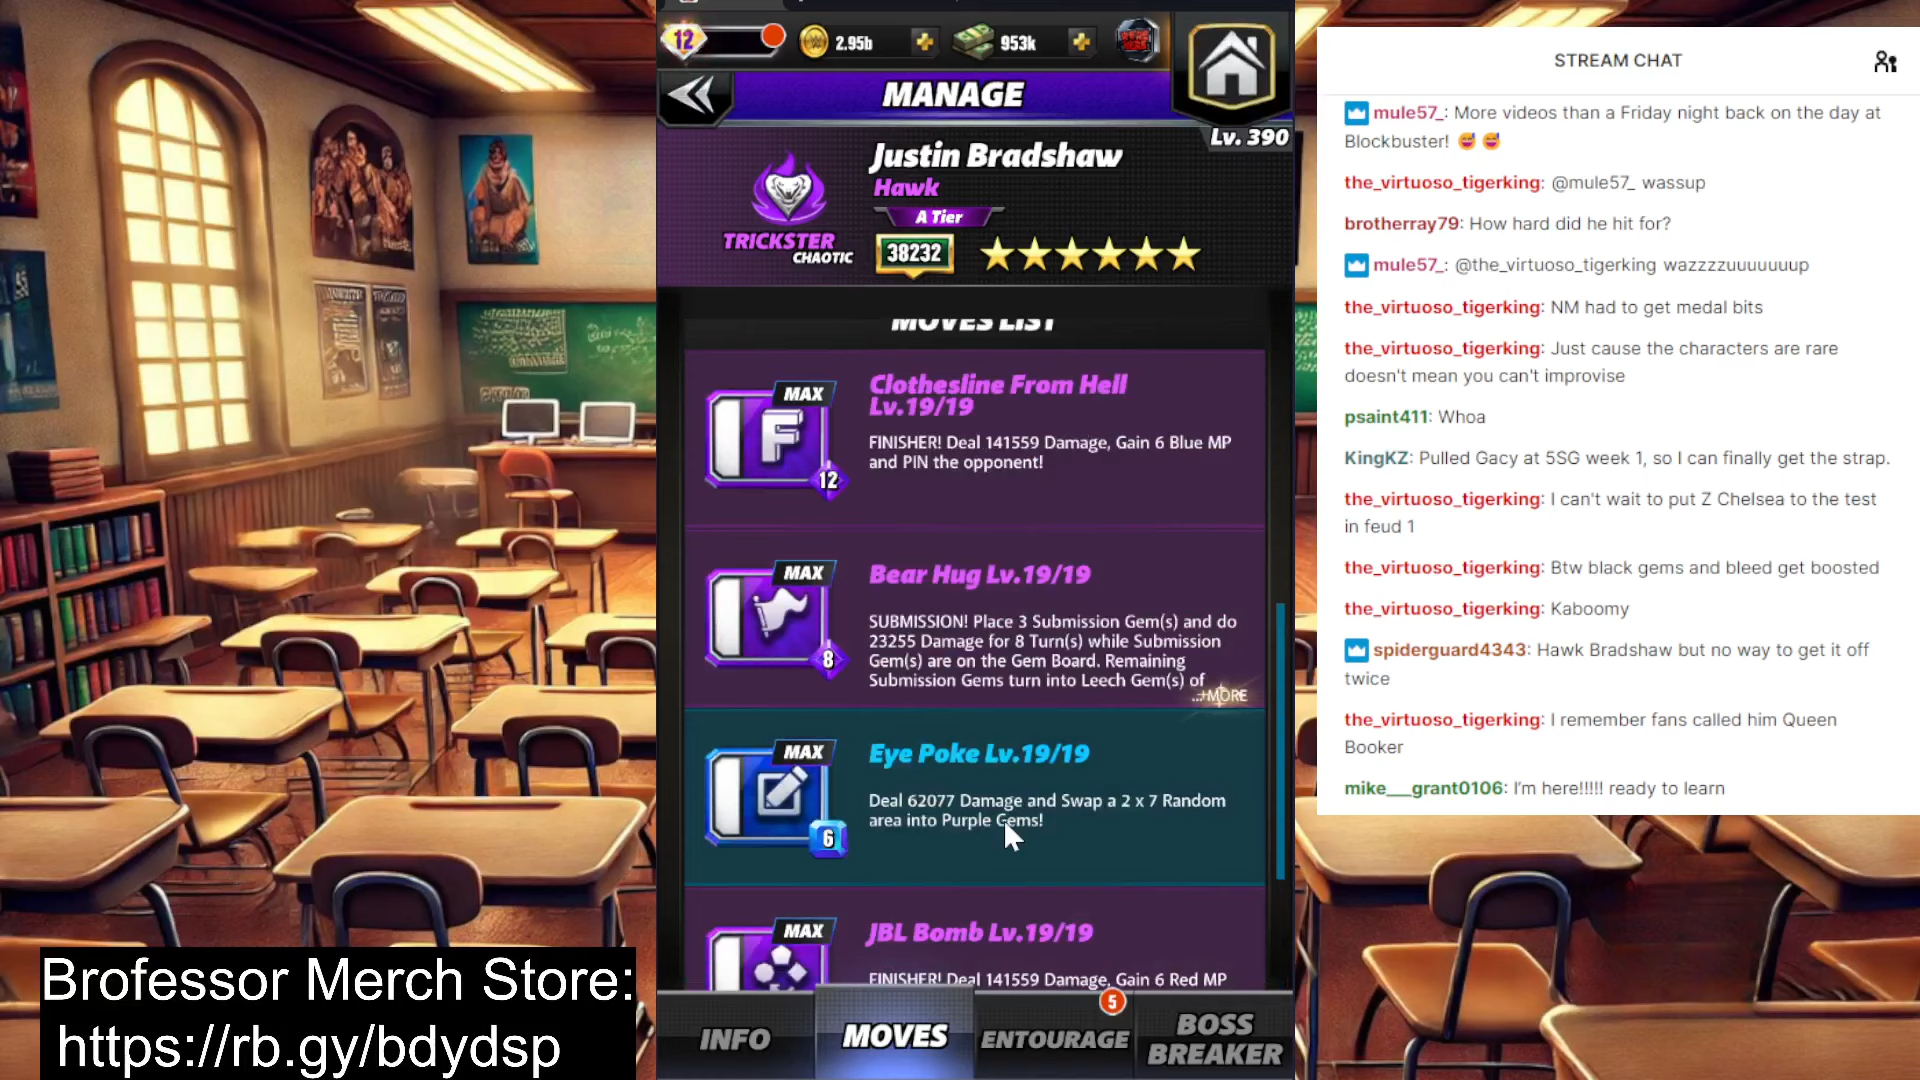 12
2.95b
953k
MANAGE
Lv. 390
Justin Bradshaw
Hawk
A Tier
TRICKSTER
CHAOTIC
38232
MOVES LIST
MAX
F
12
Clothesline From Hell
Lv.19/19
FINISHER! Deal 141559 Damage, Gain 6 Blue MP
and PIN the opponent!
MAX
8
Bear Hug Lv.19/19
SUBMISSION! Place 3 Submission Gem(s) and do
23255 Damage for 8 Turn(s) while Submission
Gem(s) are on the Gem Board. Remaining
Submission Gems turn into Leech Gem(s) of
...+MORE
MAX
6
Eye Poke Lv.19/19
Deal 62077 Damage and Swap a 2 x 7 Random
area into Purple Gems!
MAX
JBL Bomb Lv.19/19
FINISHER! Deal 141559 Damage, Gain 6 Red MP
INFO
MOVES
ENTOURAGE
5
BOSS
BREAKER
STREAM CHAT
mule57_: More videos than a Friday night back on the day at
Blockbuster! 😅 😅
the_virtuoso_tigerking: @mule57_ wassup
brotherray79: How hard did he hit for?
mule57_: @the_virtuoso_tigerking wazzzzuuuuuuup
the_virtuoso_tigerking: NM had to get medal bits
the_virtuoso_tigerking: Just cause the characters are rare
doesn't mean you can't improvise
psaint411: Whoa
KingKZ: Pulled Gacy at 5SG week 1, so I can finally get the strap.
the_virtuoso_tigerking: I can't wait to put Z Chelsea to the test
in feud 1
the_virtuoso_tigerking: Btw black gems and bleed get boosted
the_virtuoso_tigerking: Kaboomy
spiderguard4343: Hawk Bradshaw but no way to get it off
twice
the_virtuoso_tigerking: I remember fans called him Queen
Booker
mike___grant0106: I'm here!!!!! ready to learn
Brofessor Merch Store:
https://rb.gy/bdydsp